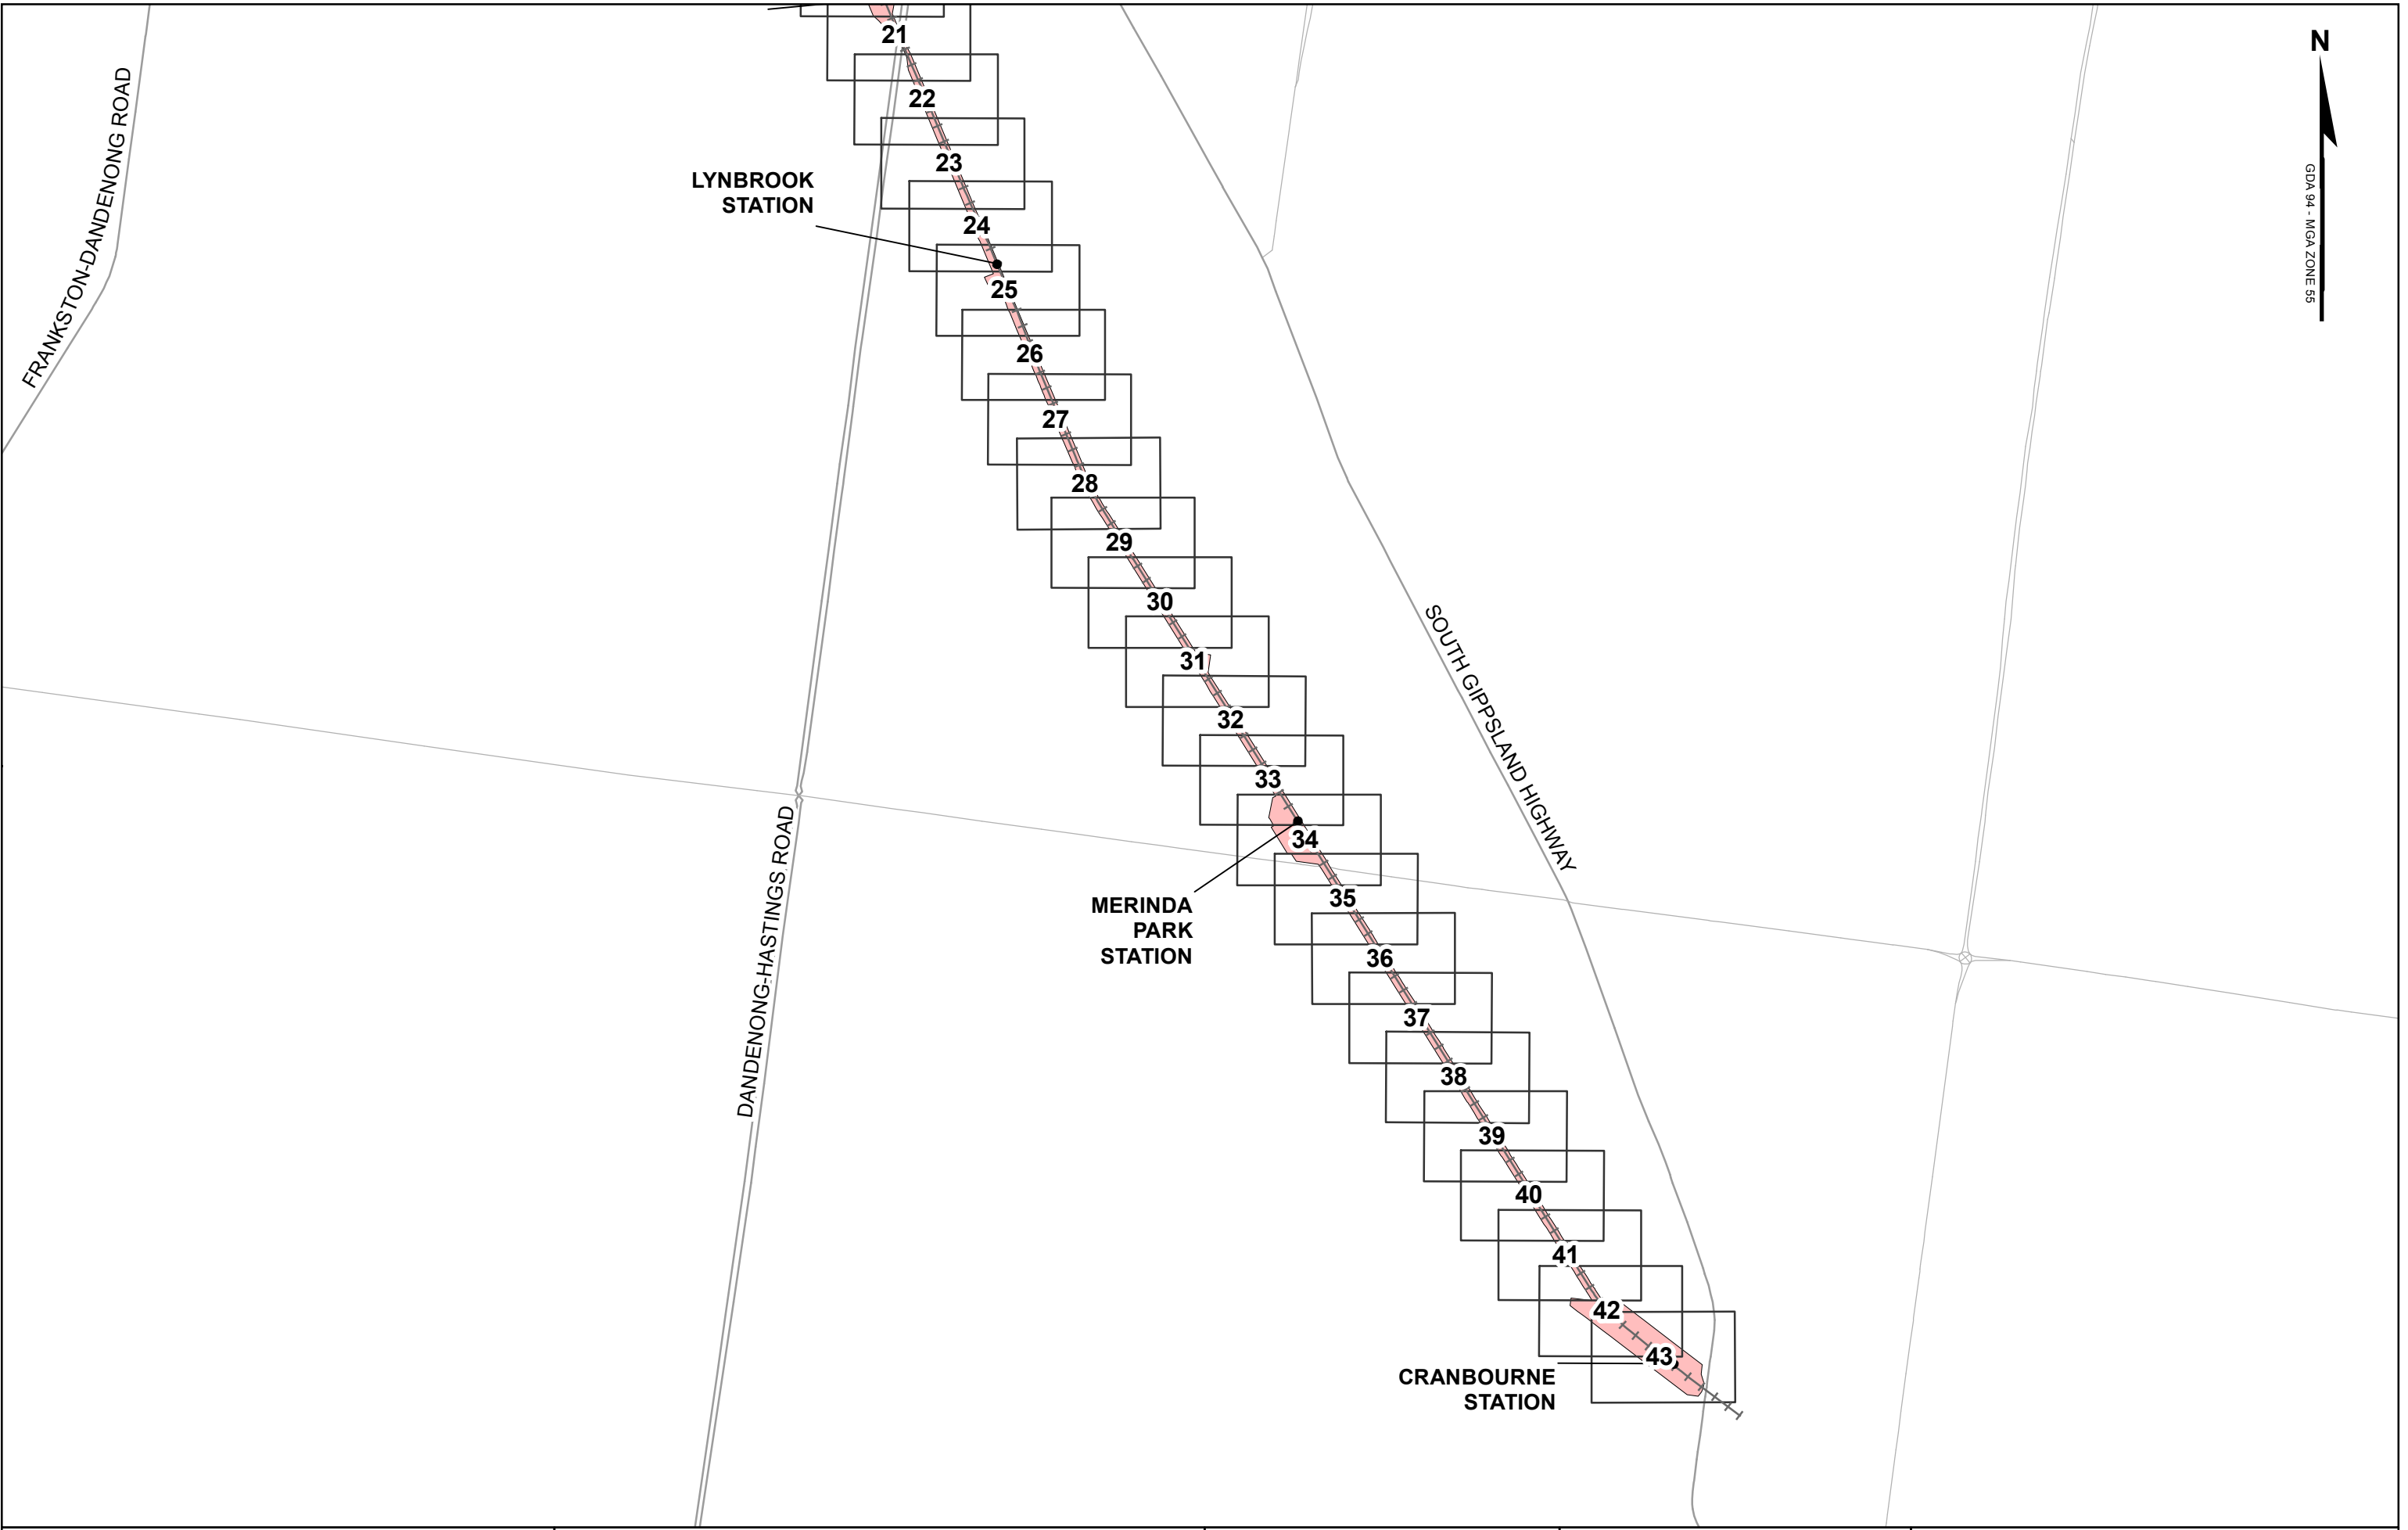 21
N
FRANKSTON-DANDENONG ROAD
22
23
GDA 94 - MGA ZONE 55
LYNBROOK
STATION
24
25
26
27
28
29
30
SOUTH GIPPSLAND HIGHWAY
31
32
33
DANDENONG-HASTINGS ROAD
34
35
MERINDA
PARK
STATION
36
37
38
39
40
41
42
43
CRANBOURNE
STATION